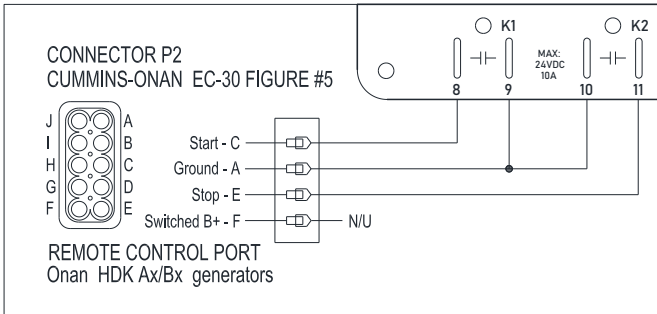 CONNECTOR P2
CUMMINS-ONAN EC-30 FIGURE #5
K1
K2
MAX:
24VDC
10A
8
9
10
11
J
A
I
B
H
C
G
D
F
E
Start - C
Ground - A
Stop - E
Switched B+ - F
N/U
REMOTE CONTROL PORT
Onan HDK Ax/Bx generators